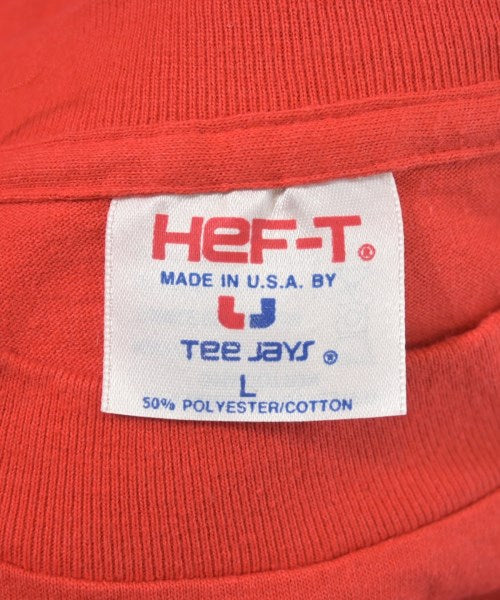 HeF-T®
MADE IN U.S.A. BY
Tee Jays ®
L
50% POLYESTER/COTTON